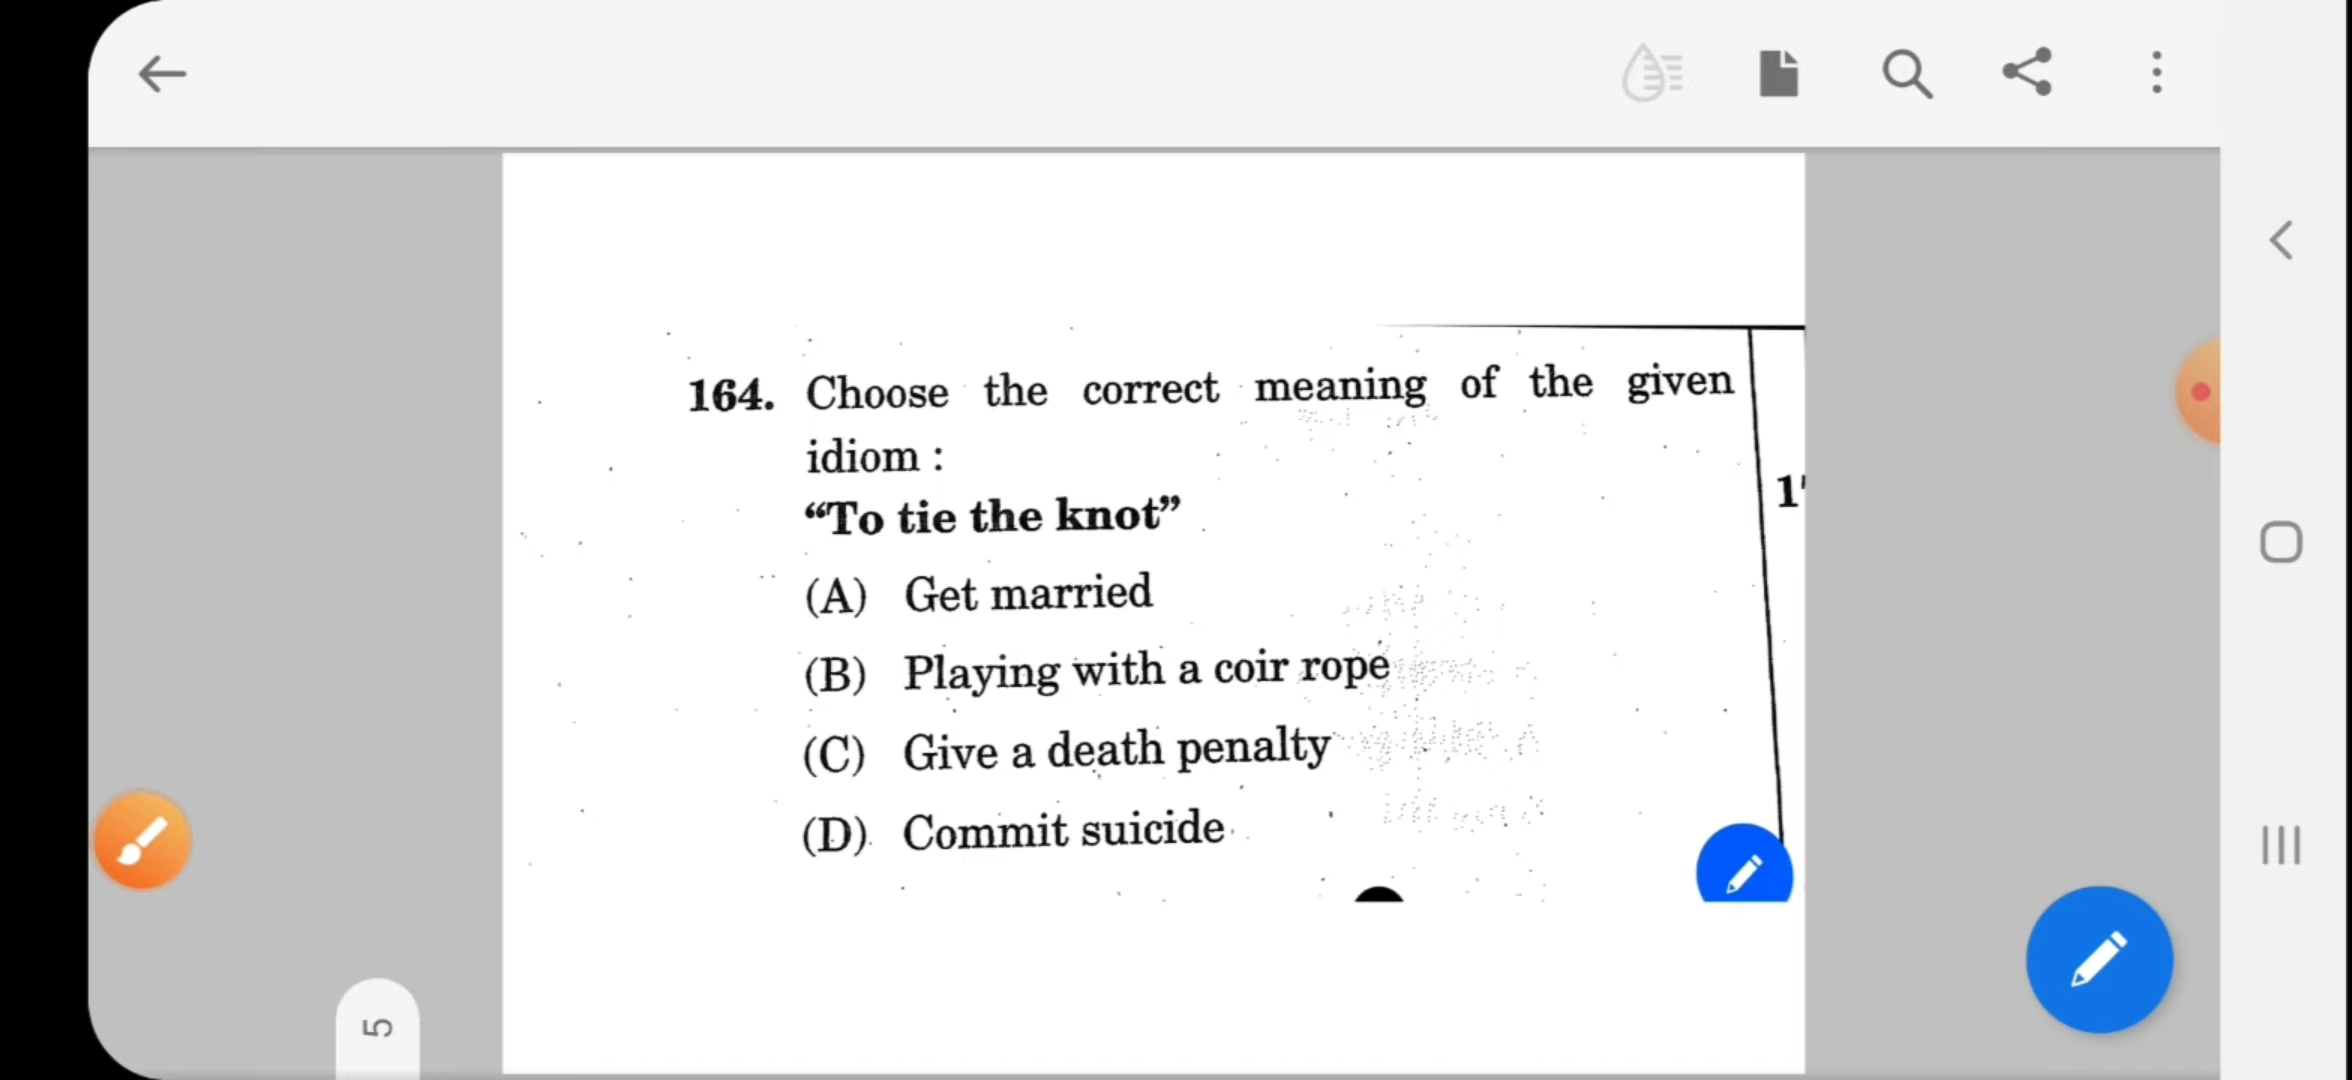 164. Choose the correct meaning of the given
idiom :
“To tie the knot”
(A) Get married
(B) Playing with a coir rope
(C) Give a death penalty
(D) Commit suicide
5